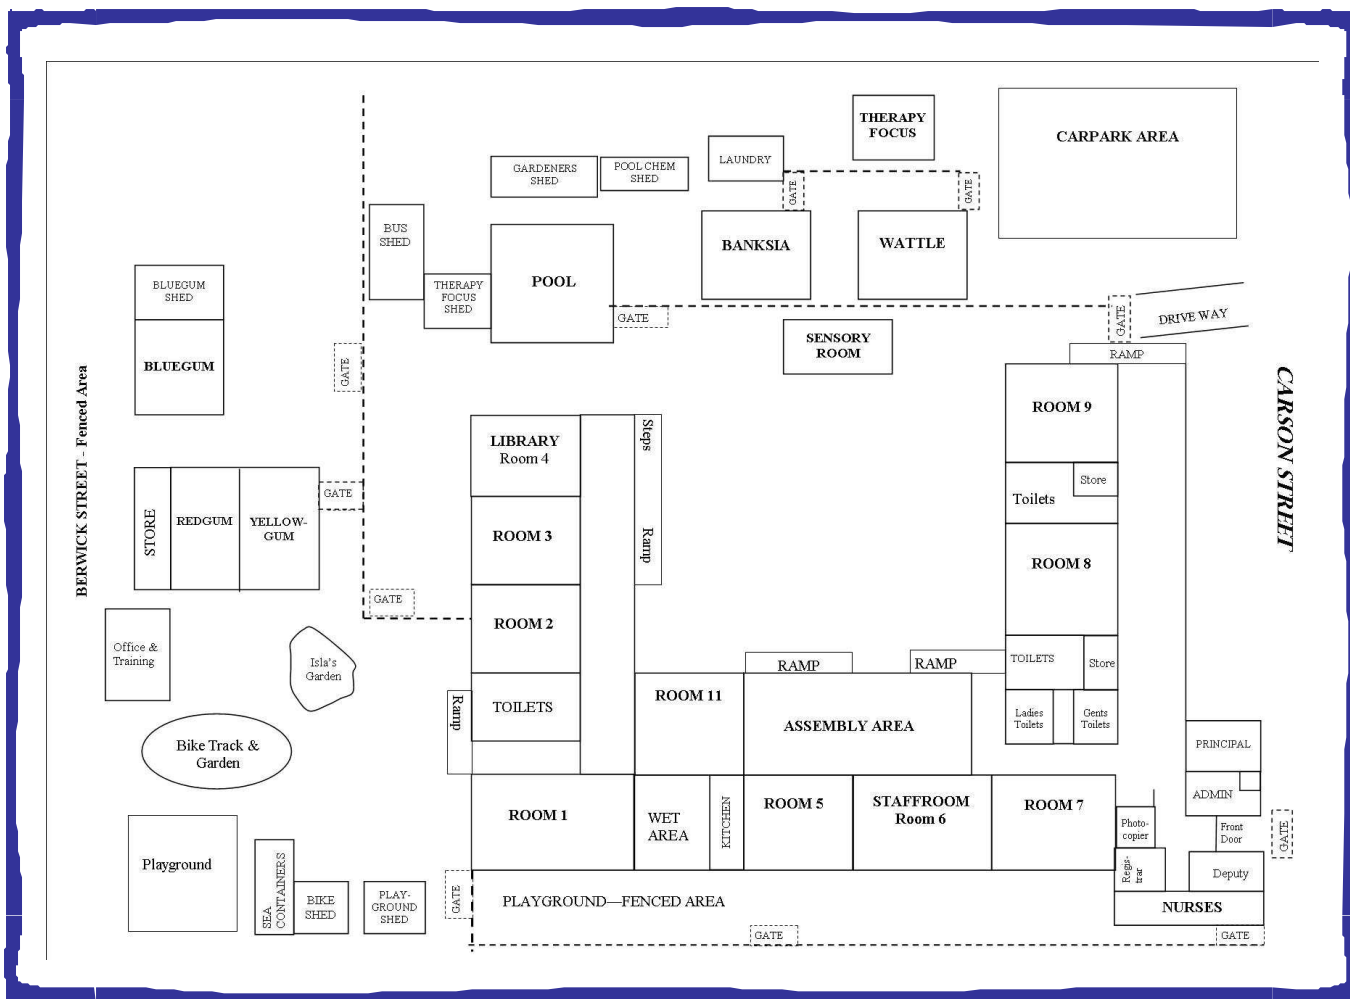 THERAPY
FOCUS
CARPARK AREA
LAUNDRY
GARDENERS
SHED
POOL CHEM
SHED
GATE
GATE
BUS
SHED
BANKSIA
WATTLE
BLUEGUM
SHED
THERAPY
FOCUS
SHED
POOL
GATE
GATE
DRIVE WAY
SENSORY
ROOM
RAMP
BLUEGUM
GATE
BERWICK STREET - Fenced Area
CARSON STREET
ROOM 9
LIBRARY
Room 4
Steps
Store
Toilets
GATE
STORE
REDGUM
YELLOW-
GUM
ROOM 3
Ramp
ROOM 8
GATE
ROOM 2
Office &
Training
Isla's
Garden
RAMP
RAMP
TOILETS
Store
ROOM 11
TOILETS
Ramp
Ladies
Toilets
Gents
Toilets
ASSEMBLY AREA
Bike Track &
Garden
PRINCIPAL
ADMIN
ROOM 1
WET
AREA
KITCHEN
ROOM 5
STAFFROOM
Room 6
ROOM 7
Photo-
copier
Front
Door
GATE
Playground
SEA
CONTAINERS
BIKE
SHED
PLAY-
GROUND
SHED
GATE
PLAYGROUND—FENCED AREA
Regis-
trar
Deputy
NURSES
GATE
GATE